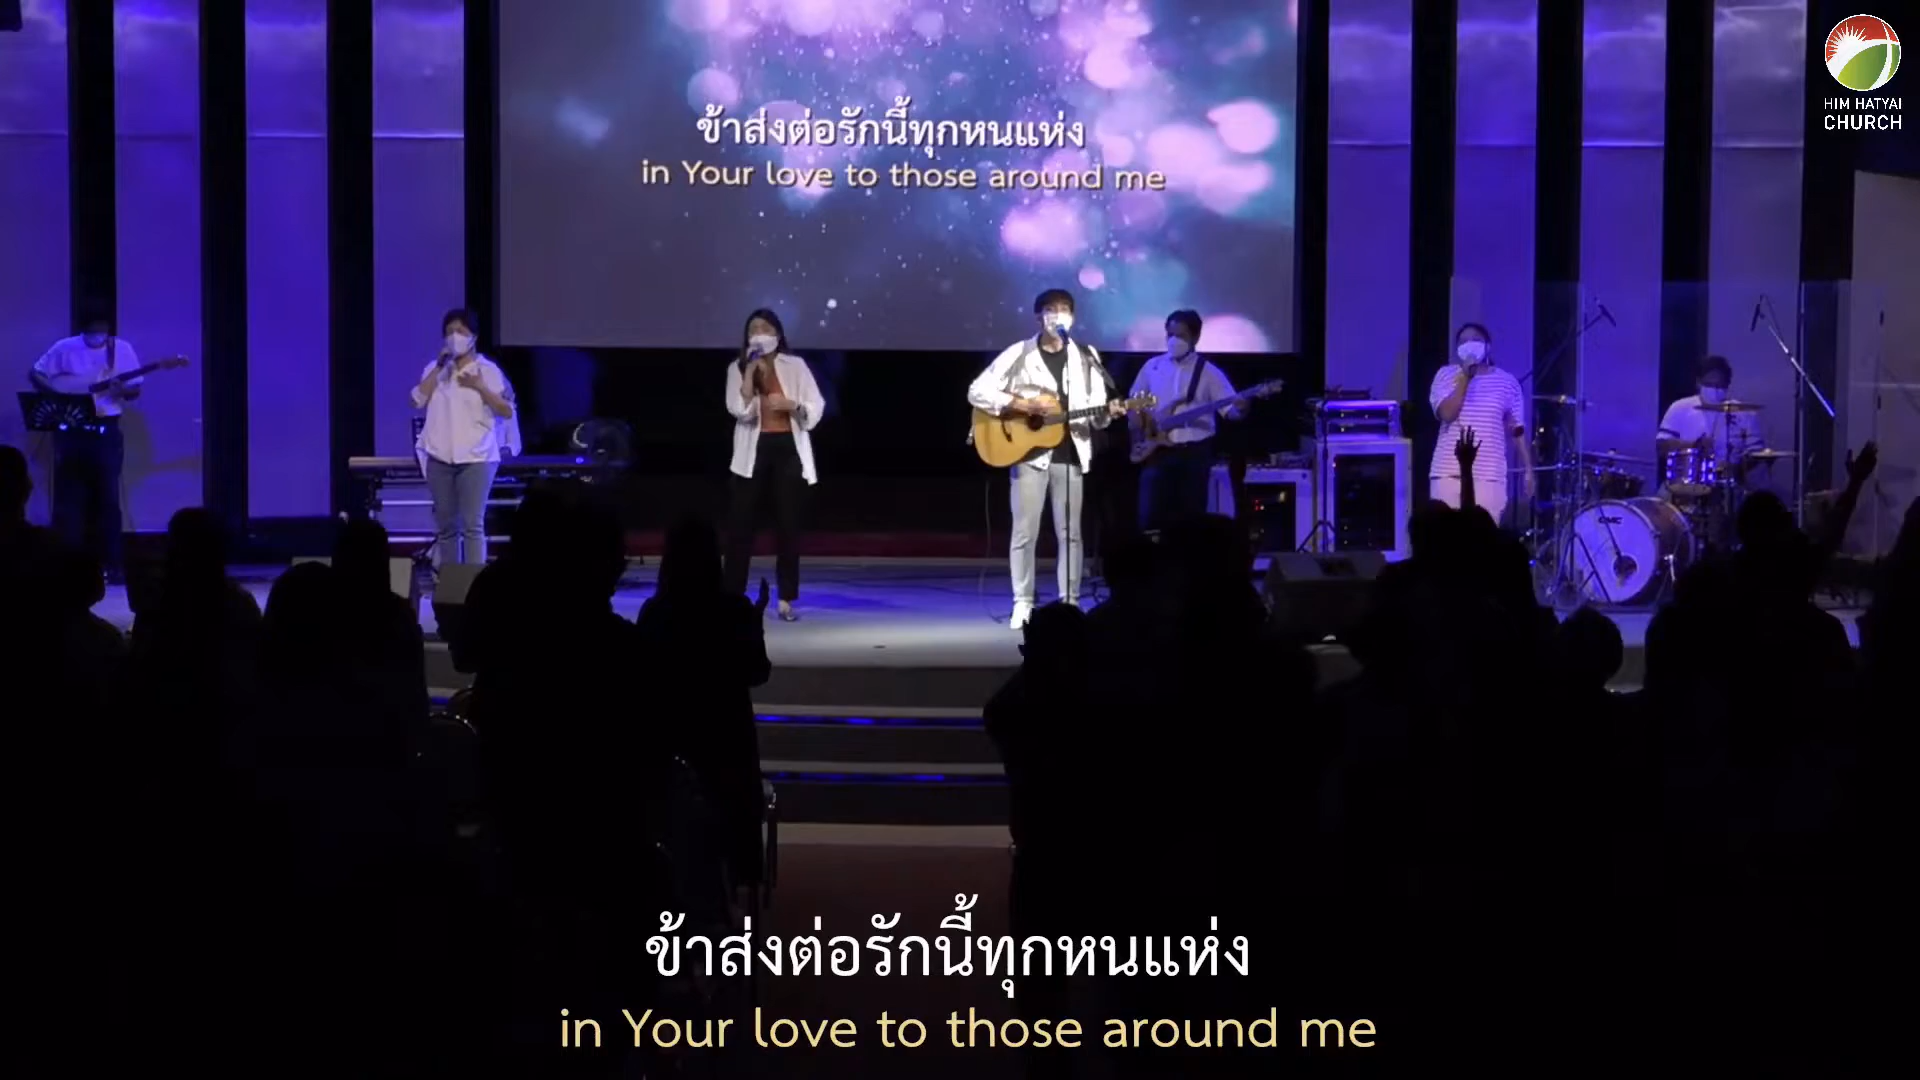 ข้าส่งต่อรักนี้ทุกหนแห่ง
in Your love to those around me
HIM HATYAI
CHURCH
CMC
ข้าส่งต่อรักนี้ทุกหนแห่ง
in Your love to those around me